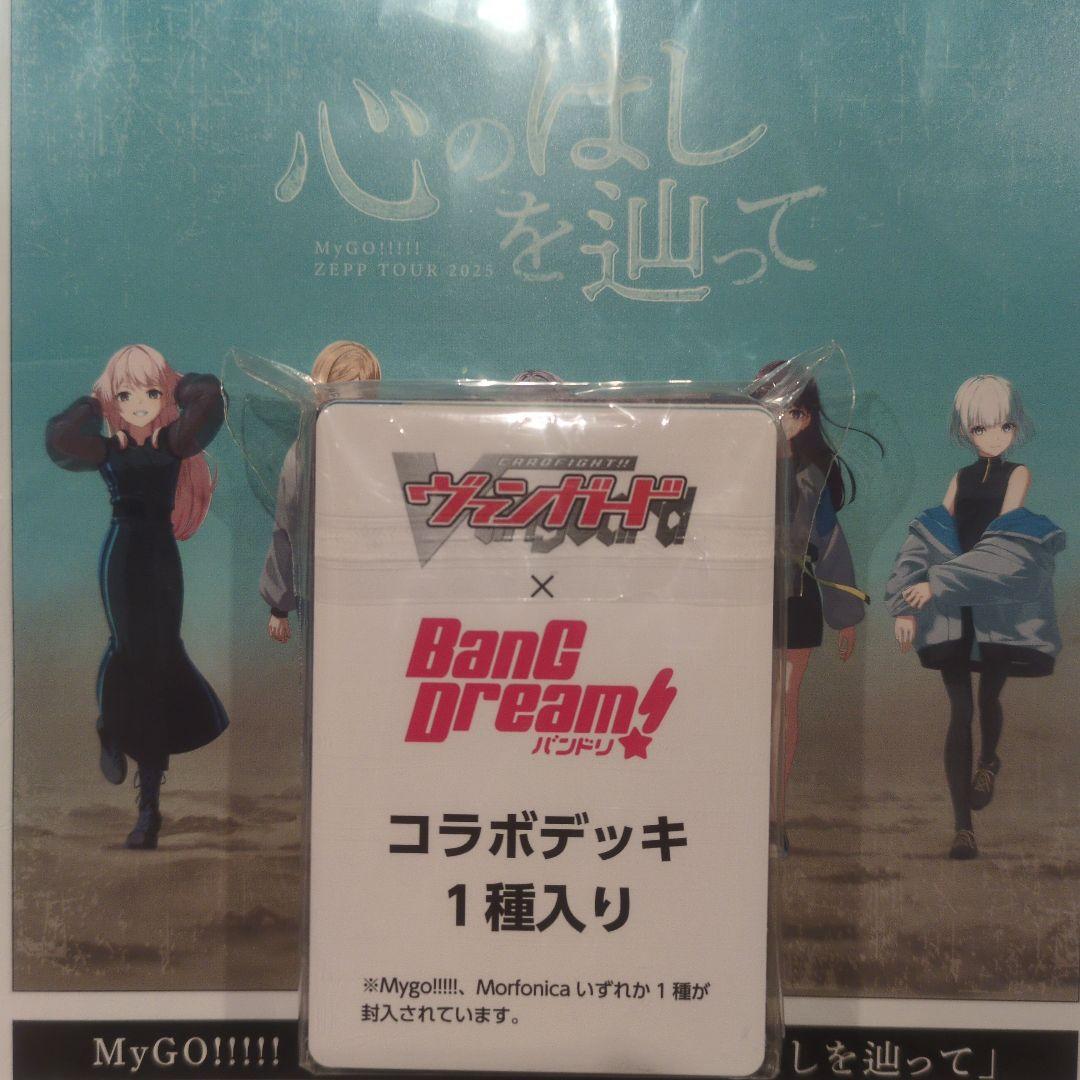 心のはし
を辿って
MyGO!!!!!
ZEPP TOUR 2025
CARDFIGHT!!
ヴァンガード
Vanguard
×
BanG
Dream!
バンドリ
コラボデッキ
1種入り
※Mygo!!!!!、Morfonica いずれか 1 種が
封入されています。
MyGO!!!!! しを辿って」